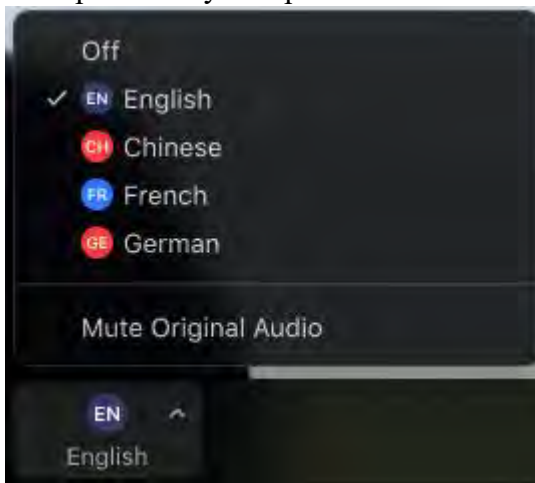 Off
EN English
CH Chinese
FR French
GE German
Mute Original Audio
EN
English